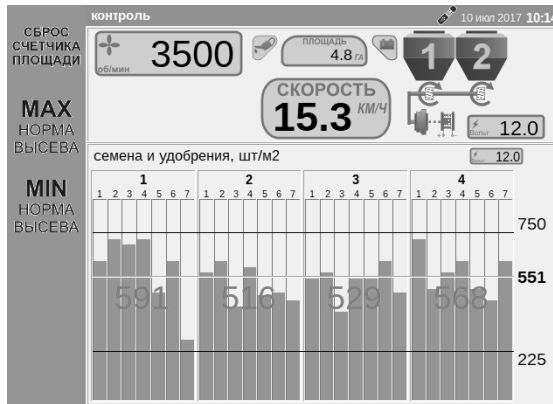 контроль
10 июл 2017 10:14
СБРОС
СЧЕТЧИКА
ПЛОЩАДИ
MAX
НОРМА
ВЫСЕВА
MIN
НОРМА
ВЫСЕВА
об/мин 3500
ПЛОЩАДЬ
4.8 ГА
СКОРОСТЬ
15.3 КМ/Ч
1 2
Вольт 12.0
семена и удобрения, шт/м2
12.0
1 2 3 4
1 2 3 4 5 6 7 1 2 3 4 5 6 7 1 2 3 4 5 6 7 1 2 3 4 5 6 7
750
591 516 529 568
551
225